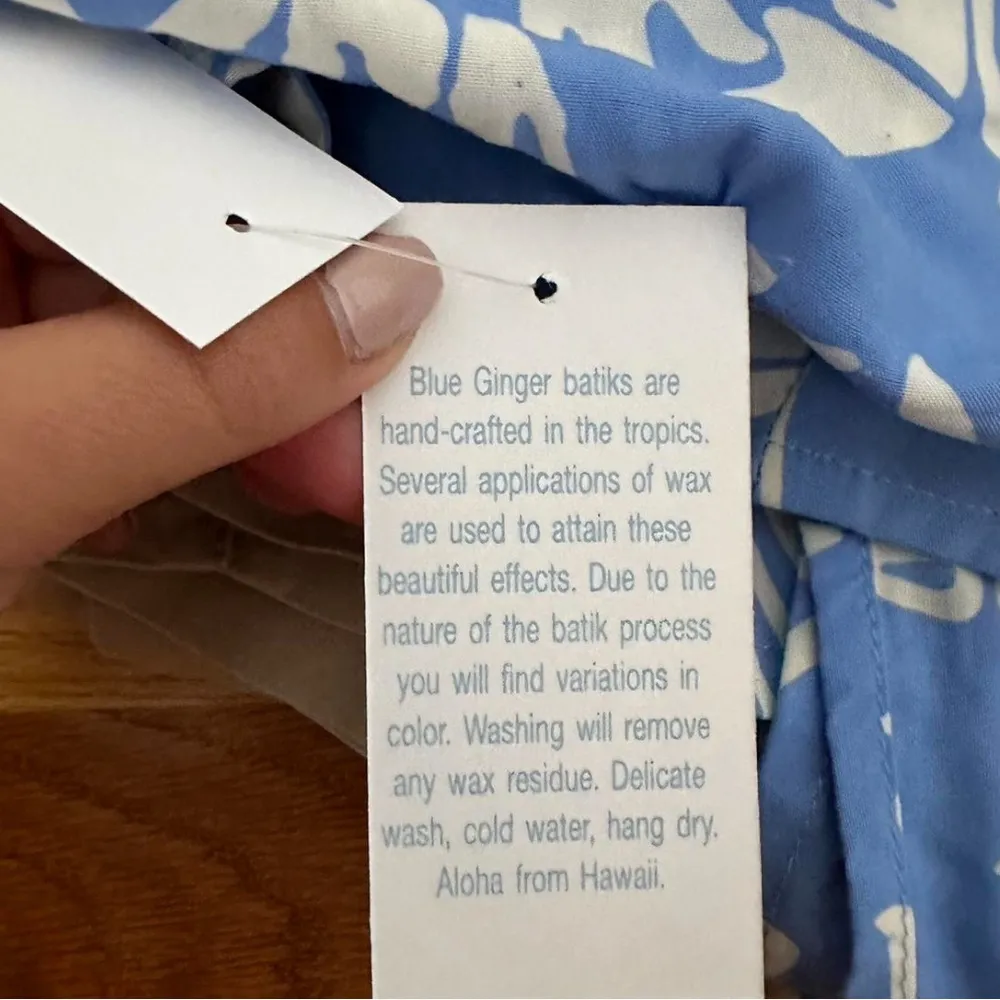 Blue Ginger batiks are
hand-crafted in the tropics.
Several applications of wax
are used to attain these
beautiful effects. Due to the
nature of the batik process
you will find variations in
color. Washing will remove
any wax residue. Delicate
wash, cold water, hang dry.
Aloha from Hawaii.